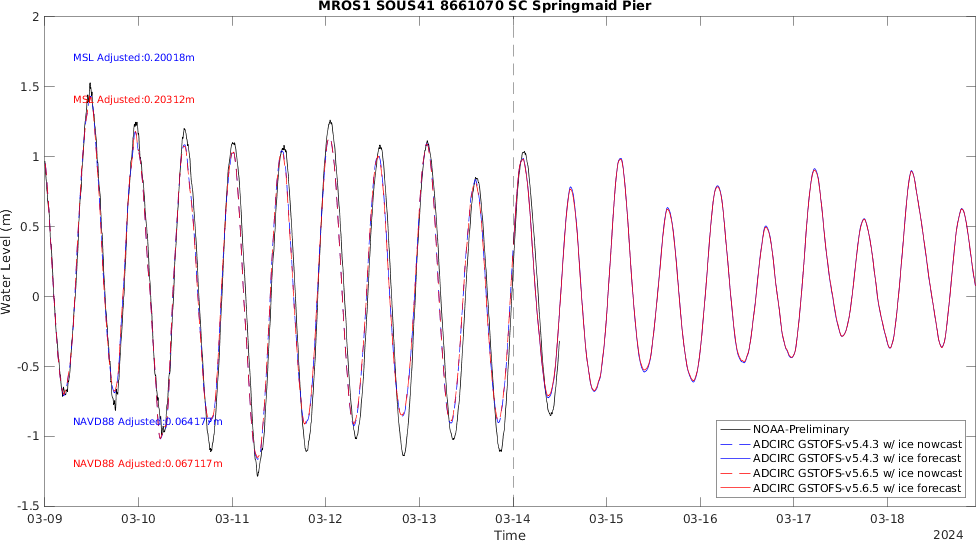 MROS1 SOUS41 8661070 SC Springmaid Pier
2
1.5
1
0.5
0
-0.5
-1
-1.5
Water Level (m)
MSL Adjusted:0.20018m
MSL Adjusted:0.20312m
NAVD88 Adjusted:0.064177m
NAVD88 Adjusted:0.067117m
NOAA-Preliminary
ADCIRC GSTOFS-v5.4.3 w/ ice nowcast
ADCIRC GSTOFS-v5.4.3 w/ ice forecast
ADCIRC GSTOFS-v5.6.5 w/ ice nowcast
ADCIRC GSTOFS-v5.6.5 w/ ice forecast
03-09 03-10 03-11 03-12 03-13 03-14 03-15 03-16 03-17 03-18
Time
2024